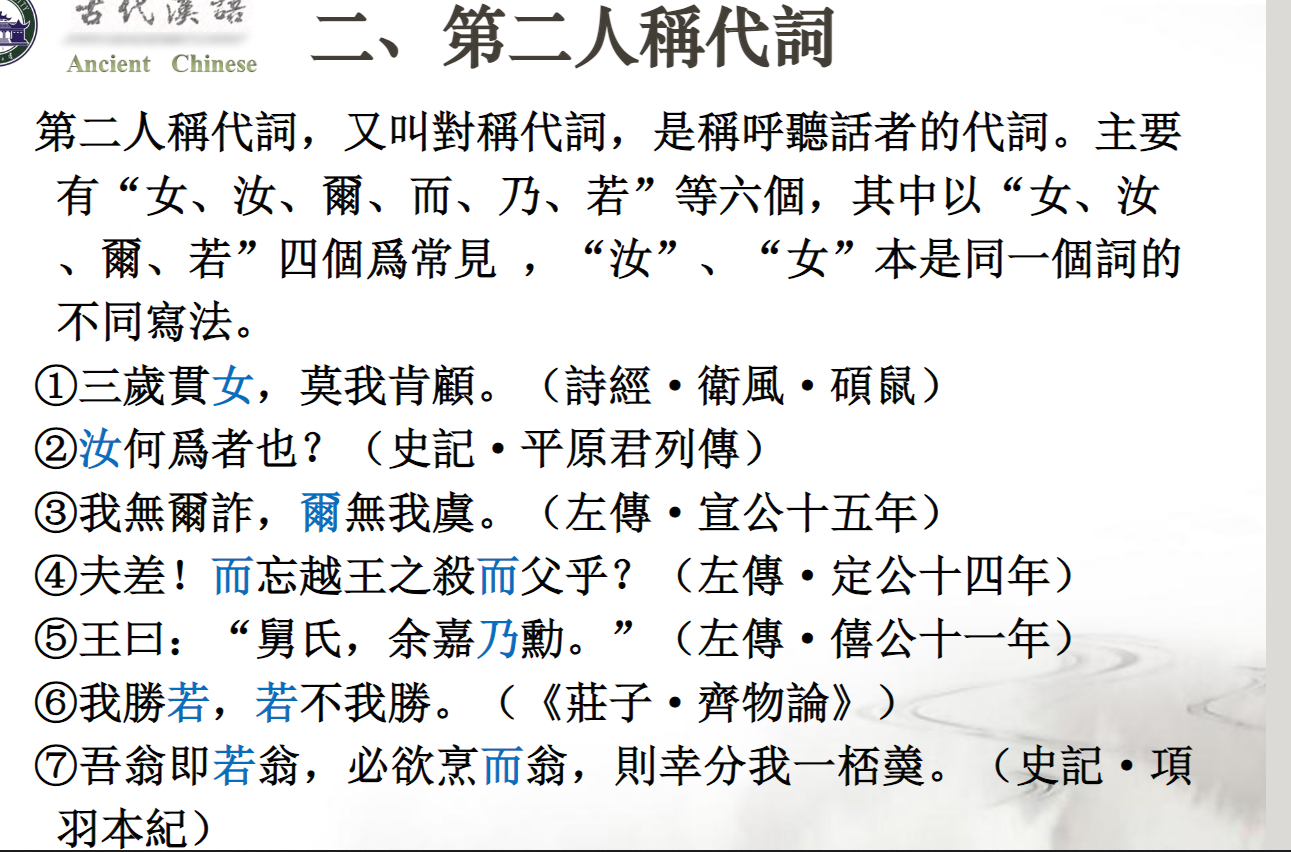 古代漢語
Ancient Chinese
二、第二人稱代詞
第二人稱代詞，又叫對稱代詞，是稱呼聽話者的代詞。主要
有“女、汝、爾、而、乃、若”等六個，其中以“女、汝
、爾、若”四個爲常見 ，“汝”、“女”本是同一個詞的
不同寫法。
①三歲貫女，莫我肯顧。（詩經·衛風·碩鼠）
②汝何爲者也？（史記·平原君列傳）
③我無爾詐，爾無我虞。（左傳·宣公十五年）
④夫差！而忘越王之殺而父乎？（左傳·定公十四年）
⑤王曰：“舅氏，余嘉乃勳。”（左傳·僖公十一年）
⑥我勝若，若不我勝。（《莊子·齊物論》）
⑦吾翁即若翁，必欲烹而翁，則幸分我一桮羹。（史記·項
羽本紀）